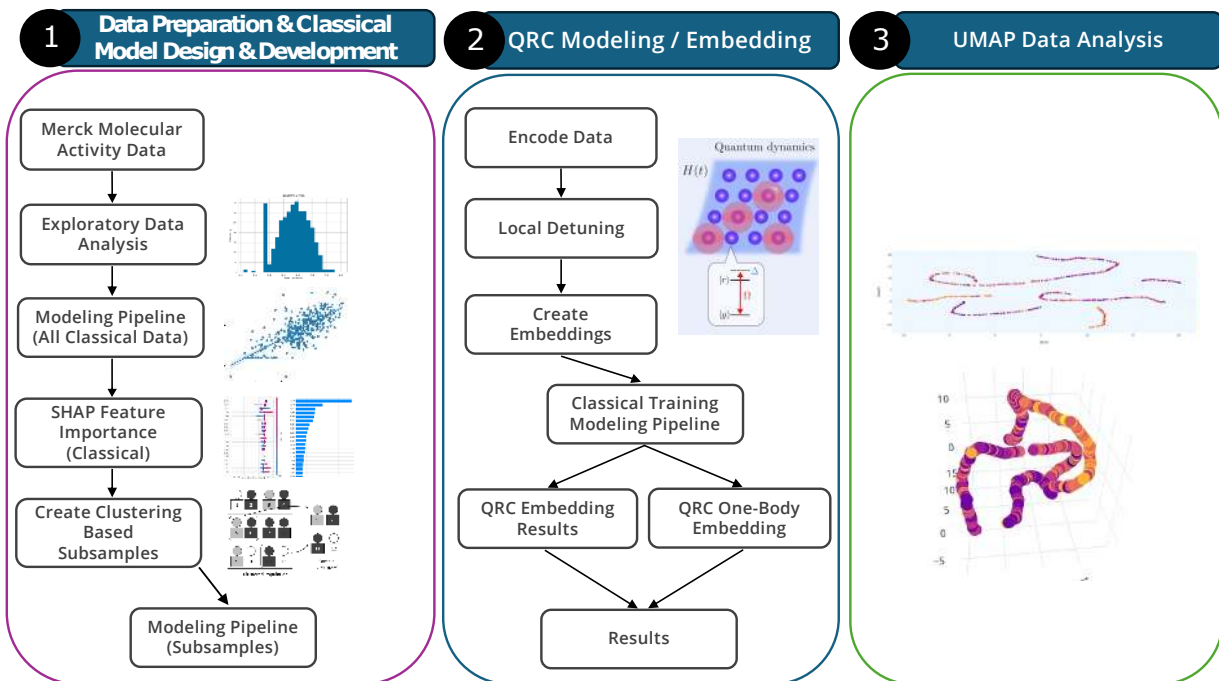 1
Data Preparation & Classical
Model Design & Development
Merck Molecular
Activity Data
Exploratory Data
Analysis
Modeling Pipeline
(All Classical Data)
SHAP Feature
Importance
(Classical)
Create Clustering
Based
Subsamples
Modeling Pipeline
(Subsamples)
2
QRC Modeling / Embedding
Encode Data
Local Detuning
Create
Embeddings
Quantum dynamics
H(t)
|r⟩
Δ
Ω
|g⟩
Classical Training
Modeling Pipeline
QRC Embedding
Results
QRC One-Body
Embedding
Results
3
UMAP Data Analysis
10
5
0
15
10
5
0
-5